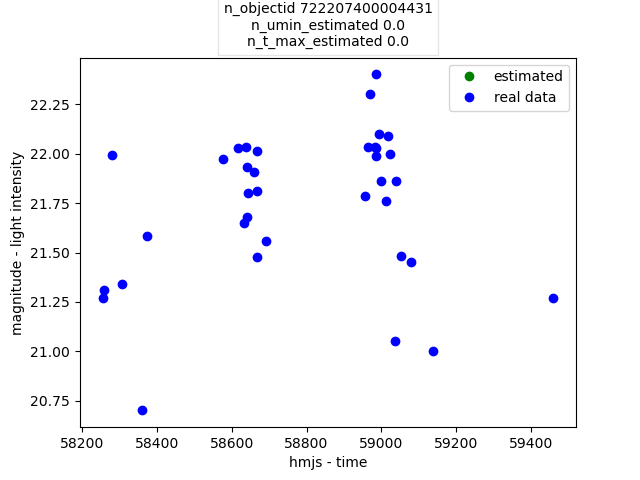 n_objectid 722207400004431
n_umin_estimated 0.0
n_t_max_estimated 0.0
estimated
real data
magnitude - light intensity
22.25
22.00
21.75
21.50
21.25
21.00
20.75
58200 58400 58600 58800 59000 59200 59400
hmjs - time